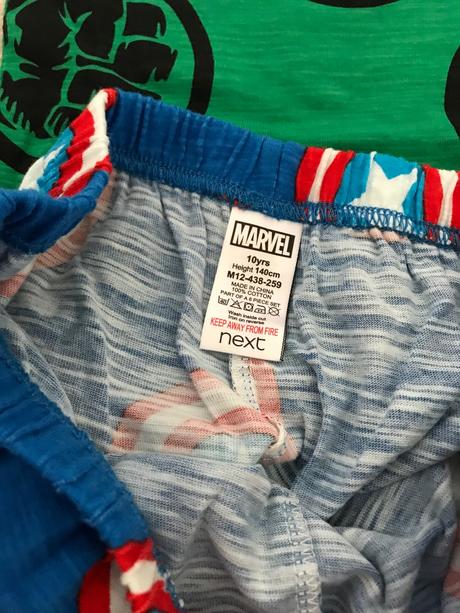 MARVEL
10yrs
Height 140cm
M12-438-259
MADE IN CHINA
100% COTTON
PART OF A 6 PIECE SET
Wash inside out
Iron on reverse
KEEP AWAY FROM FIRE
next